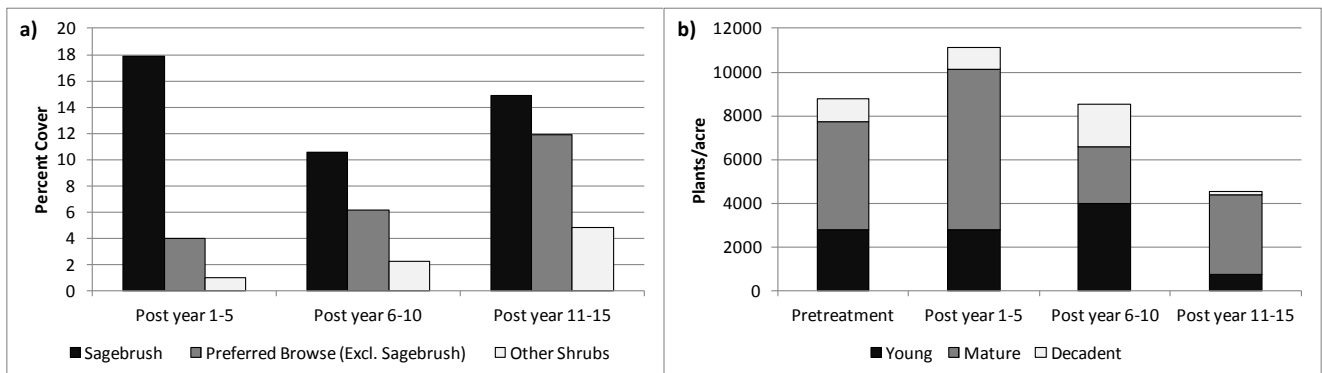 a)
Percent Cover
20
18
16
14
12
10
8
6
4
2
0
Post year 1-5 Post year 6-10 Post year 11-15
Sagebrush Preferred Browse (Excl. Sagebrush) Other Shrubs
b)
Plants/acre
12000
10000
8000
6000
4000
2000
0
Pretreatment Post year 1-5 Post year 6-10 Post year 11-15
Young Mature Decadent